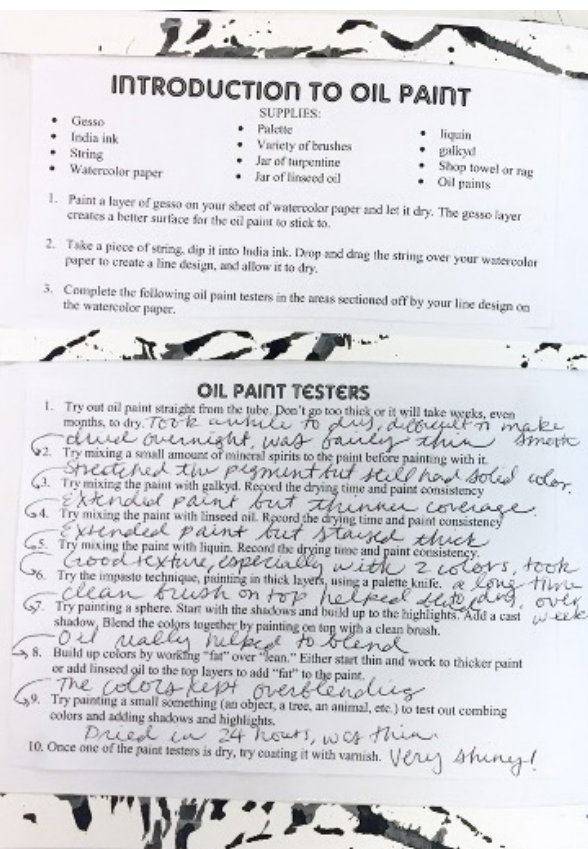 INTRODUCTION TO OIL PAINT
SUPPLIES:
• Gesso
• India ink
• String
• Watercolor paper
• Palette
• Variety of brushes
• Jar of turpentine
• Jar of linseed oil
• liquin
• galkyd
• Shop towel or rag
• Oil paints
1. Paint a layer of gesso on your sheet of watercolor paper and let it dry. The gesso layer
creates a better surface for the oil paint to stick to.
2. Take a piece of string, dip it into India ink. Drop and drag the string over your watercolor
paper to create a line design, and allow it to dry.
3. Complete the following oil paint testers in the areas sectioned off by your line design on
the watercolor paper.
OIL PAINT TESTERS
1. Try out oil paint straight from the tube. Don't go too thick or it will take weeks, even
months, to dry. Took awhile to dry, difficult to make
smooth
dried overnight, was fairly thin
2. Try mixing a small amount of mineral spirits to the paint before painting with it.
Stretched the pigment but still had solid color.
3. Try mixing the paint with galkyd. Record the drying time and paint consistency
Extended paint but thinner coverage.
4. Try mixing the paint with linseed oil. Record the drying time and paint consistency
Extended paint but stayed thick
5. Try mixing the paint with liquin. Record the drying time and paint consistency.
Good texture, especially with 2 colors, took
6. Try the impasto technique, painting in thick layers, using a palette knife. a long time
clean brush on top helped dry, over
7. Try painting a sphere. Start with the shadows and build up to the highlights. Add a cast week
shadow, Blend the colors together by painting on top with a clean brush.
Oil really helped to blend
8. Build up colors by working "fat" over "lean." Either start thin and work to thicker paint
or add linseed oil to the top layers to add "fat" to the paint.
The colors kept overblending
9. Try painting a small something (an object, a tree, an animal, etc.) to test out combing
colors and adding shadows and highlights.
Dried in 24 hours, was thin
10. Once one of the paint testers is dry, try coating it with varnish. Very shiny!